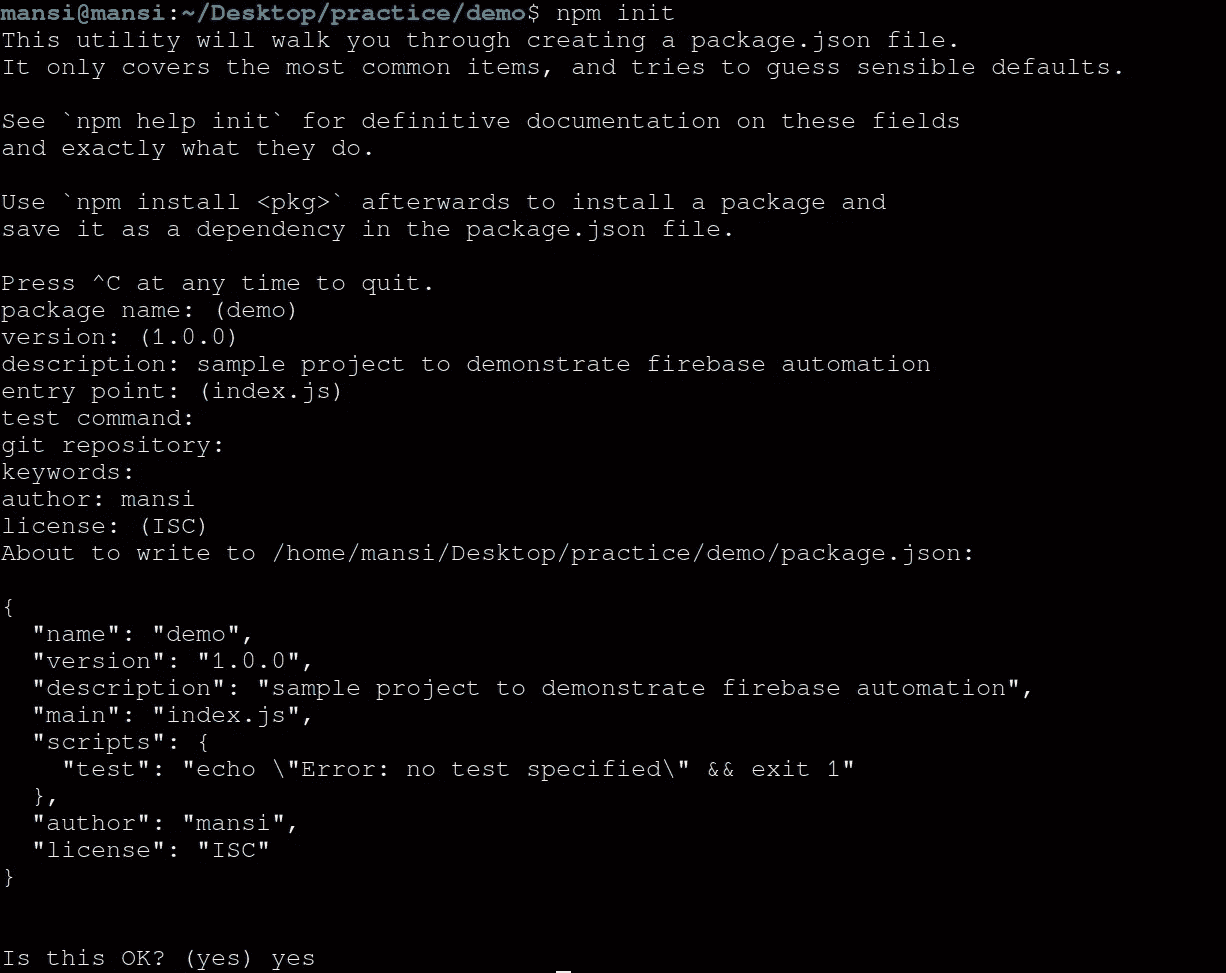 mansi@mansi:~/Desktop/practice/demo$ npm init
This utility will walk you through creating a package.json file.
It only covers the most common items, and tries to guess sensible defaults.

See `npm help init` for definitive documentation on these fields
and exactly what they do.

Use `npm install <pkg>` afterwards to install a package and
save it as a dependency in the package.json file.

Press ^C at any time to quit.
package name: (demo)
version: (1.0.0)
description: sample project to demonstrate firebase automation
entry point: (index.js)
test command:
git repository:
keywords:
author: mansi
license: (ISC)
About to write to /home/mansi/Desktop/practice/demo/package.json:

{
  "name": "demo",
  "version": "1.0.0",
  "description": "sample project to demonstrate firebase automation",
  "main": "index.js",
  "scripts": {
    "test": "echo \"Error: no test specified\" && exit 1"
  },
  "author": "mansi",
  "license": "ISC"
}


Is this OK? (yes) yes